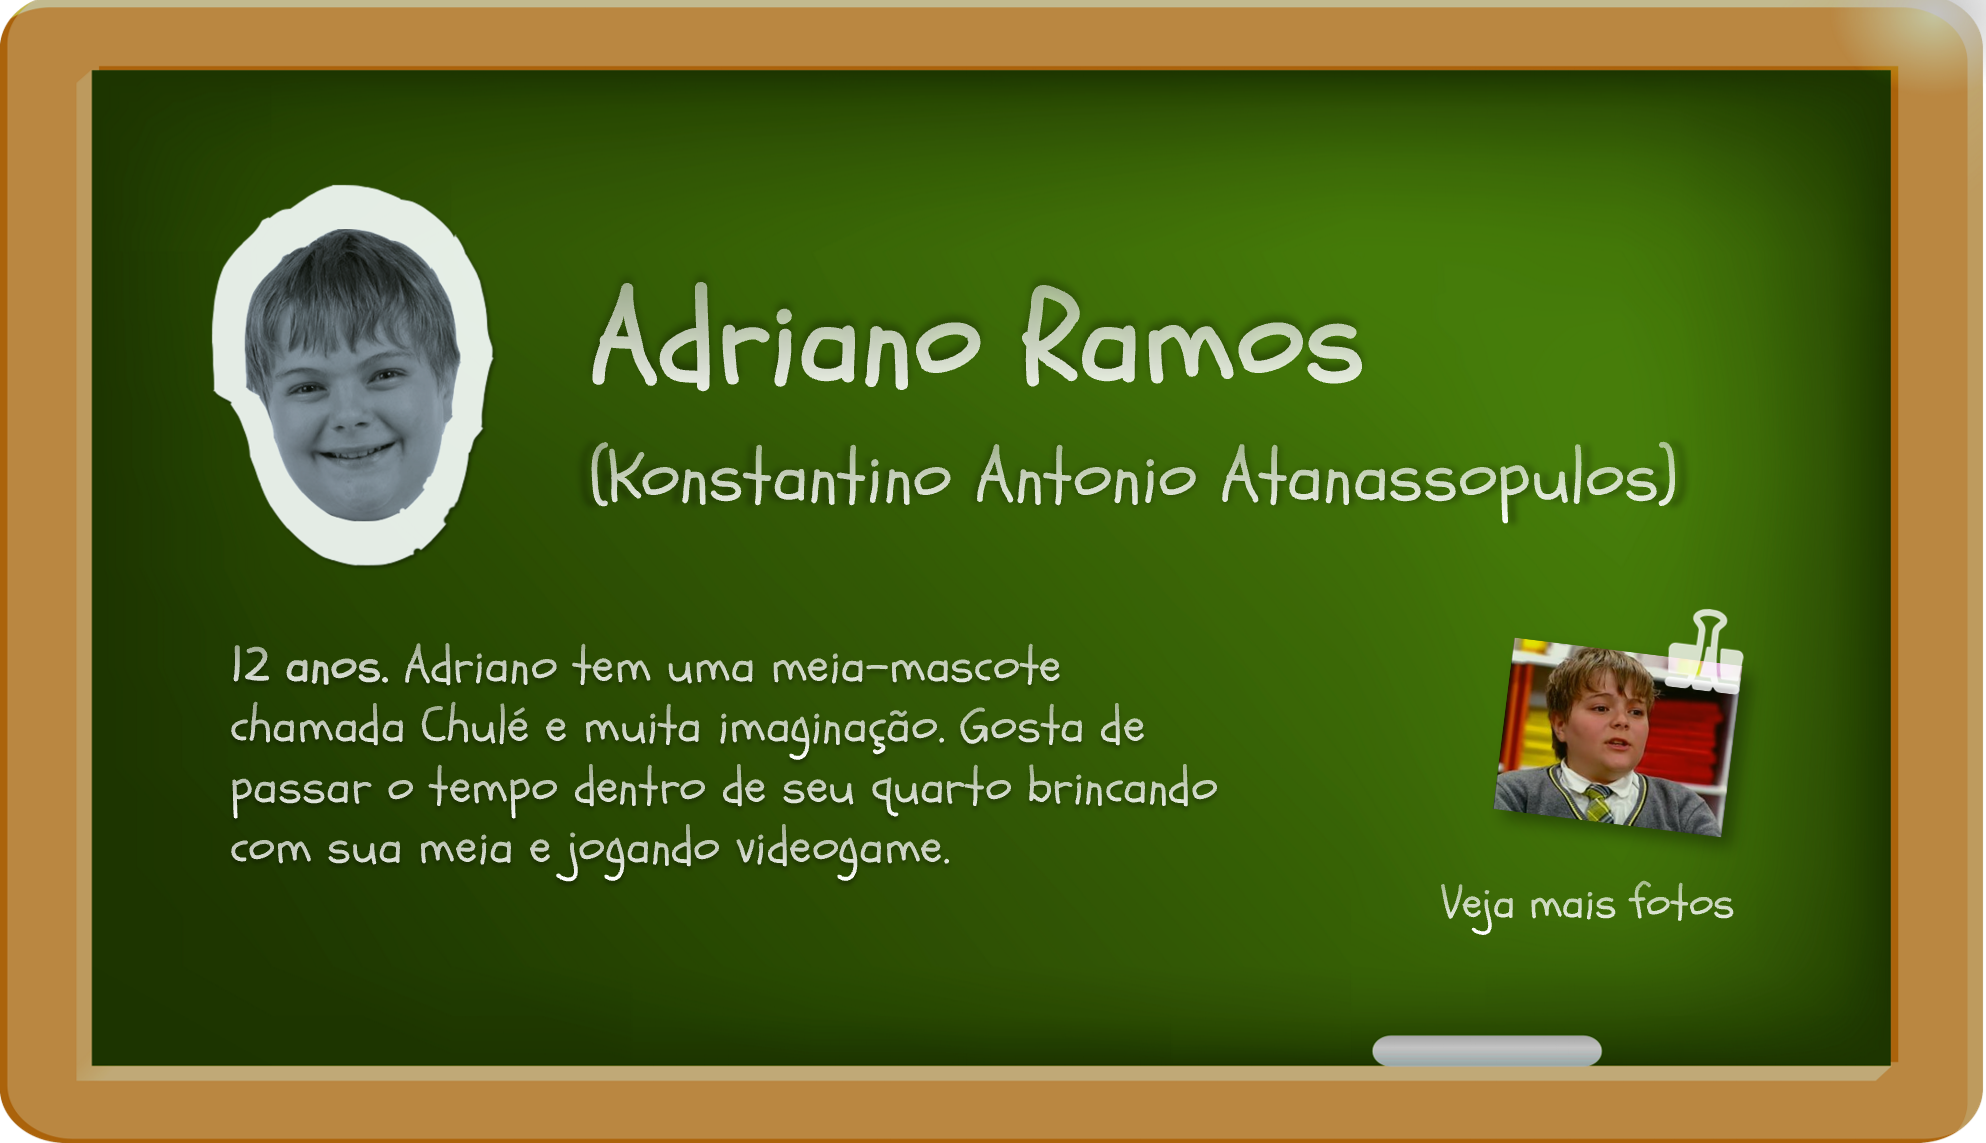 Adriano Ramos
(Konstantino Antonio Atanassopulos)
12 anos. Adriano tem uma meia-mascote
chamada Chulé e muita imaginação. Gosta de
passar o tempo dentro de seu quarto brincando
com sua meia e jogando videogame.
Veja mais fotos